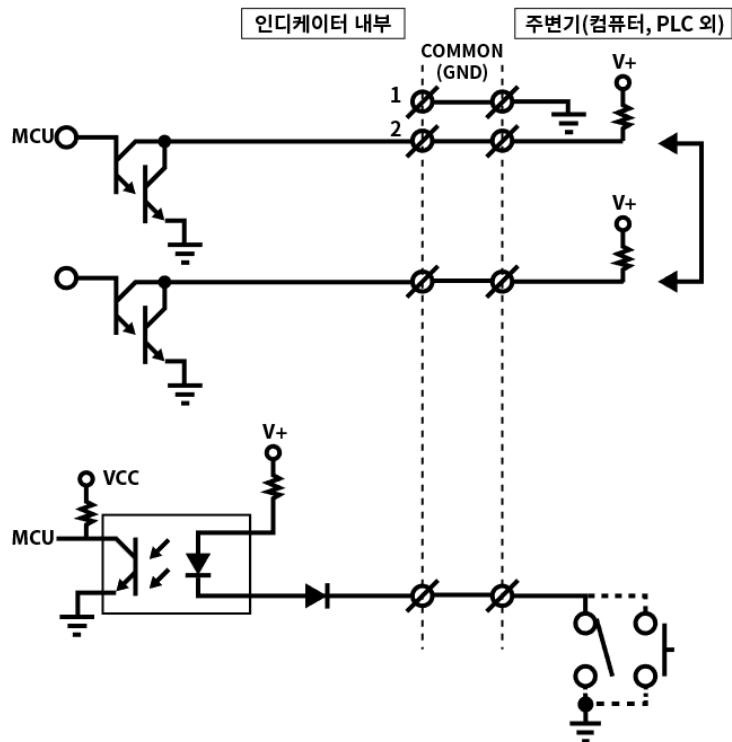 인디케이터 내부
주변기(컴퓨터, PLC 외)
COMMON
(GND)
V+
1
2
MCU
V+
V+
VCC
MCU